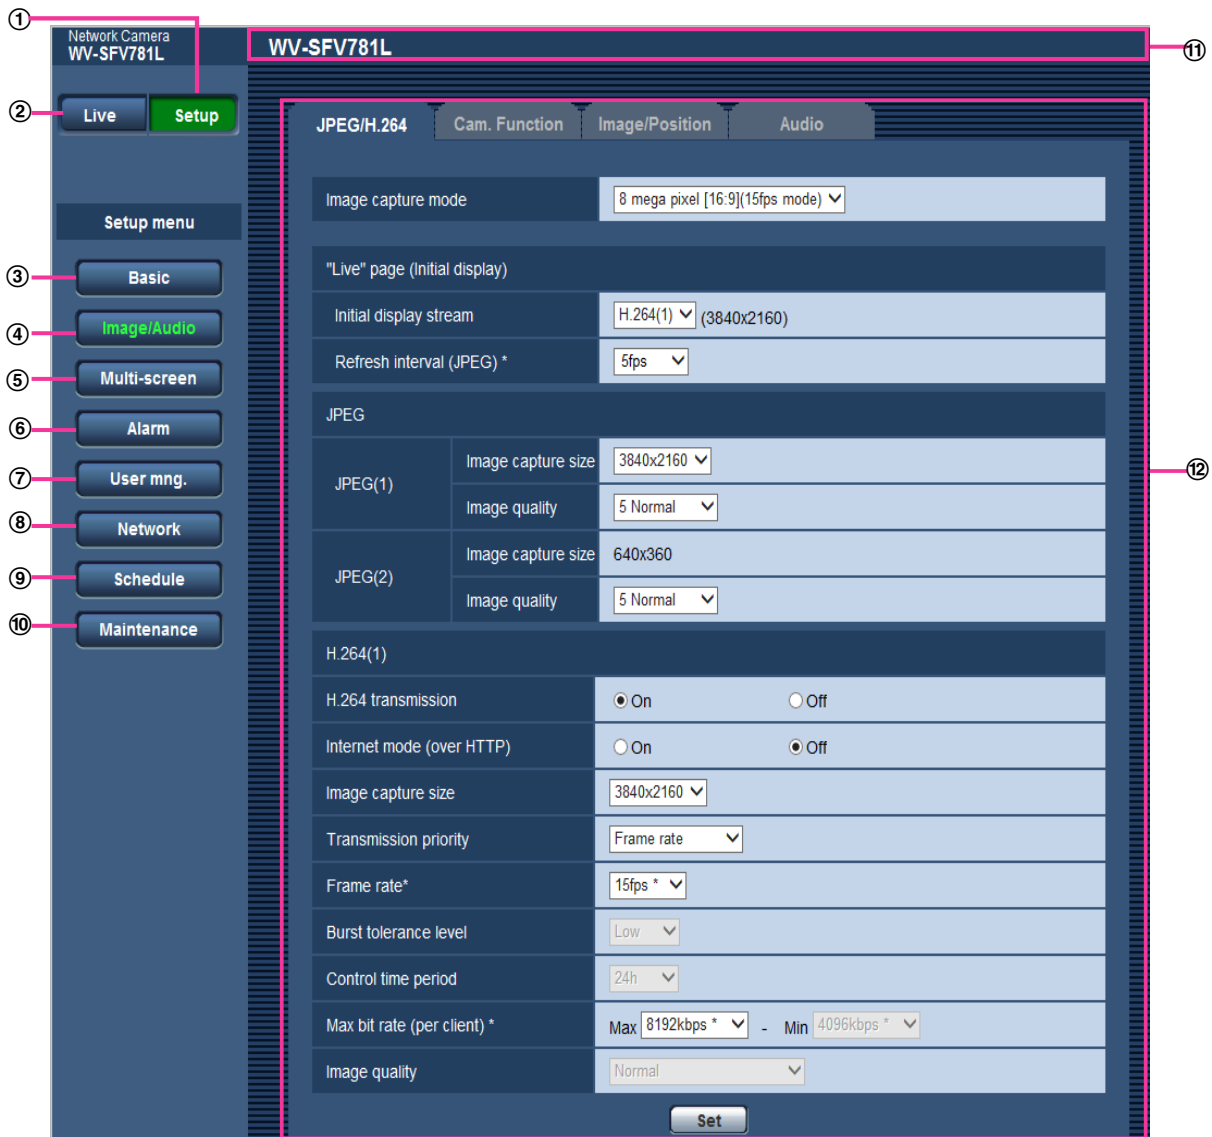 ①
Network Camera
WV-SFV781L
WV-SFV781L
⑪
②
Live
Setup
JPEG/H.264
Cam. Function
Image/Position
Audio
Image capture mode
8 mega pixel [16:9](15fps mode)
Setup menu
"Live" page (Initial display)
③
Basic
Initial display stream
H.264(1)
(3840x2160)
④
Image/Audio
Refresh interval (JPEG) *
5fps
⑤
Multi-screen
JPEG
⑥
Alarm
JPEG(1)
Image capture size
3840x2160
⑫
⑦
User mng.
Image quality
5 Normal
⑧
Network
JPEG(2)
Image capture size
640x360
⑨
Schedule
Image quality
5 Normal
⑩
Maintenance
H.264(1)
H.264 transmission
On
Off
Internet mode (over HTTP)
On
Off
Image capture size
3840x2160
Transmission priority
Frame rate
Frame rate*
15fps *
Burst tolerance level
Low
Control time period
24h
Max bit rate (per client) *
Max 8192kbps * - Min 4096kbps *
Image quality
Normal
Set